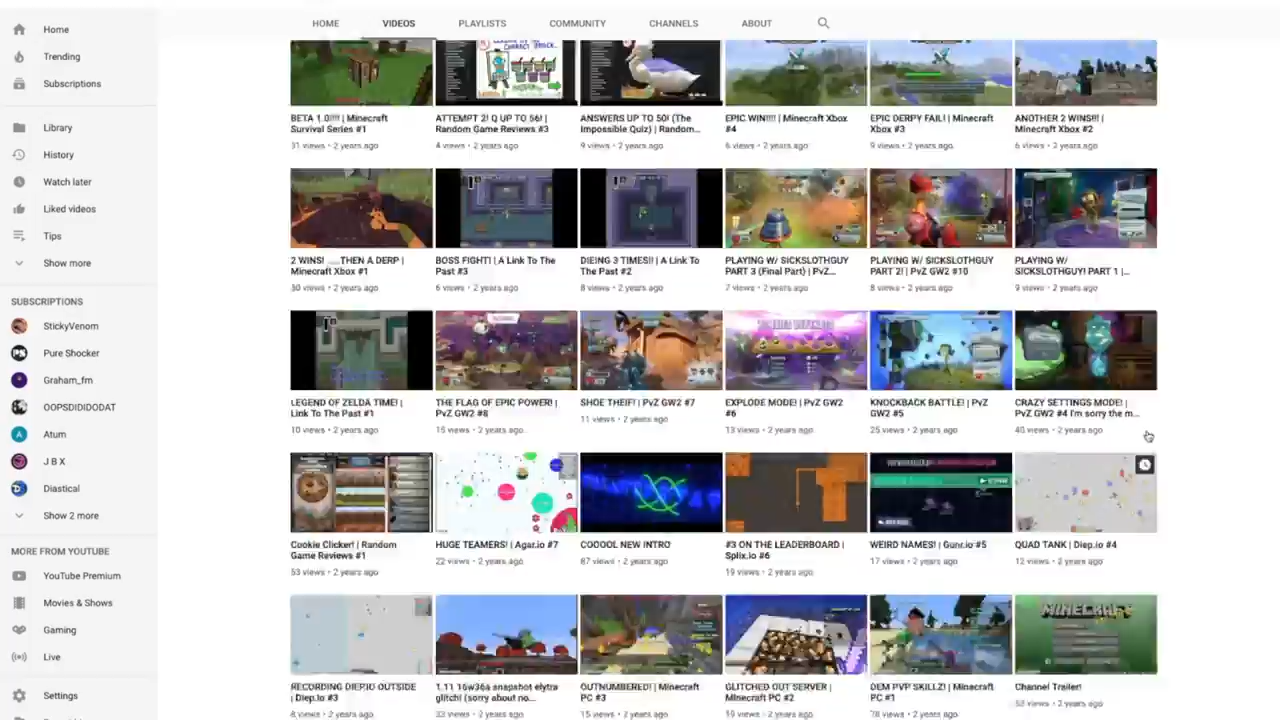 HOME VIDEOS PLAYLISTS COMMUNITY CHANNELS ABOUT
Home
Trending
Subscriptions
Library
History
Watch later
Liked videos
Tips
Show more
SUBSCRIPTIONS
StickyVenom
Pure Shocker
Graham_fm
OOPSDIDIDODAT
Atum
J B X
Diastical
Show 2 more
MORE FROM YOUTUBE
YouTube Premium
Movies & Shows
Gaming
Live
Settings
BETA 1.0!!!! | Minecraft
Survival Series #1
31 views • 2 years ago
ATTEMPT 2! Q UP TO 56! |
Random Game Reviews #3
4 views • 2 years ago
ANSWERS UP TO 50! (The
Impossible Quiz) | Random...
9 views • 2 years ago
EPIC WIN!!!! | Minecraft Xbox
#4
6 views • 2 years ago
EPIC DERPY FAIL! | Minecraft
Xbox #3
9 views • 2 years ago
ANOTHER 2 WINS!!! |
Minecraft Xbox #2
6 views • 2 years ago
2 WINS! ....THEN A DERP |
Minecraft Xbox #1
30 views • 2 years ago
BOSS FIGHT! | A Link To The
Past #3
6 views • 2 years ago
DIEING 3 TIMES!! | A Link To
The Past #2
8 views • 2 years ago
PLAYING W/ SICKSLOTHGUY
PART 3 (Final Part) | PvZ...
7 views • 2 years ago
PLAYING W/ SICKSLOTHGUY
PART 2! | PvZ GW2 #10
8 views • 2 years ago
PLAYING W/
SICKSLOTHGUY! PART 1 |...
9 views • 2 years ago
LEGEND OF ZELDA TIME! |
Link To The Past #1
10 views • 2 years ago
THE FLAG OF EPIC POWER! |
PvZ GW2 #8
15 views • 2 years ago
SHOE THEIF! | PvZ GW2 #7
11 views • 2 years ago
EXPLODE MODE! | PvZ GW2
#6
13 views • 2 years ago
KNOCKBACK BATTLE! | PvZ
GW2 #5
25 views • 2 years ago
CRAZY SETTINGS MODE! |
PvZ GW2 #4 I'm sorry the m...
40 views • 2 years ago
Cookie Clicker! | Random
Game Reviews #1
53 views • 2 years ago
HUGE TEAMERS! | Agar.io #7
22 views • 2 years ago
COOOOL NEW INTRO
87 views • 2 years ago
#3 ON THE LEADERBOARD |
Splix.io #6
19 views • 2 years ago
WEIRD NAMES! | Gunr.io #5
17 views • 2 years ago
QUAD TANK | Diep.io #4
12 views • 2 years ago
RECORDING DIEP.IO OUTSIDE
| Diep.io #3
8 views • 2 years ago
1.11 16w36a snapshot elytra
glitch! (sorry about no...
33 views • 2 years ago
OUTNUMBERED! | Minecraft
PC #3
15 views • 2 years ago
GLITCHED OUT SERVER |
Minecraft PC #2
19 views • 2 years ago
MINECRAFT
DEM PVP SKILLZ! | Minecraft
PC #1
78 views • 2 years ago
Channel Trailer!
53 views • 2 years ago